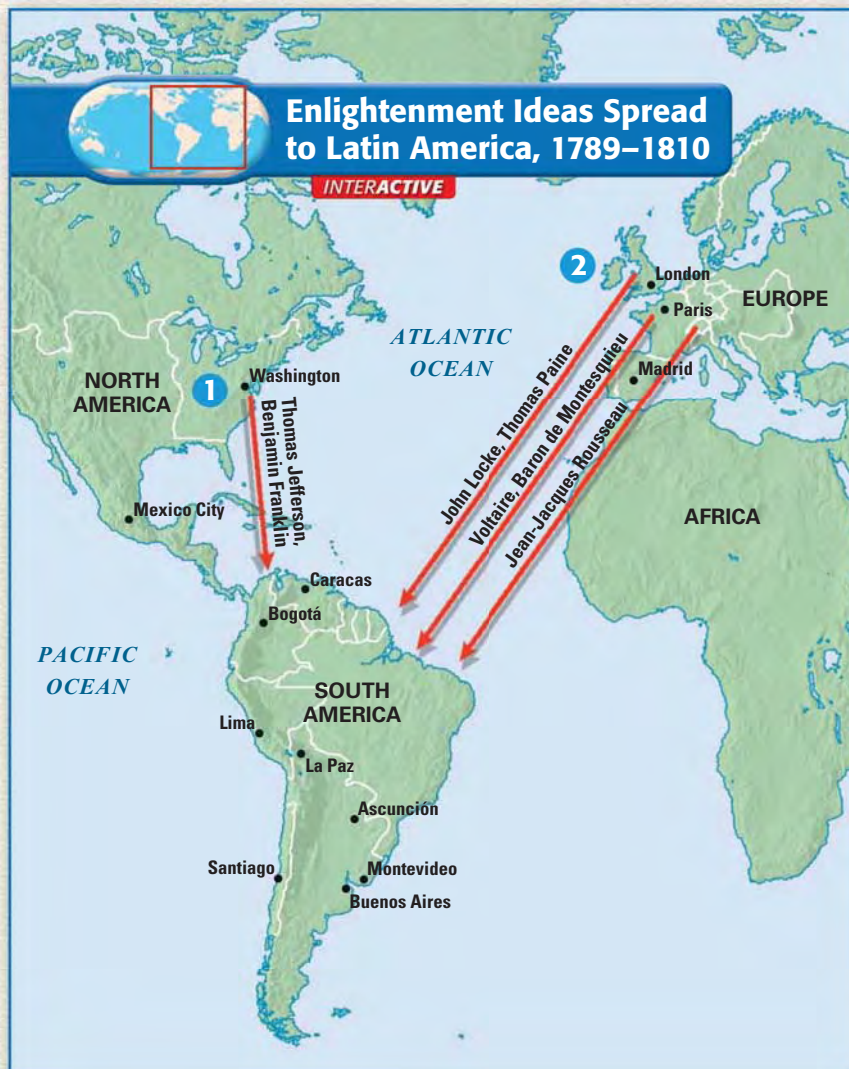 Enlightenment Ideas Spread
to Latin America, 1789–1810
INTERACTIVE
2
London
Paris
EUROPE
ATLANTIC
OCEAN
Madrid
1
Washington
NORTH
AMERICA
Thomas Jefferson,
Benjamin Franklin
John Locke, Thomas Paine
Voltaire, Baron de Montesquieu
Jean-Jacques Rousseau
Mexico City
AFRICA
Caracas
Bogotá
PACIFIC
OCEAN
SOUTH
AMERICA
Lima
La Paz
Ascunción
Santiago
Montevideo
Buenos Aires